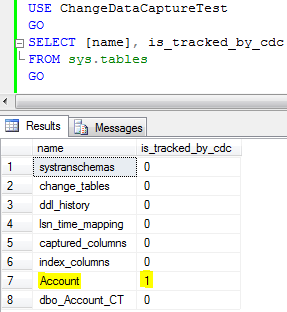 USE ChangeDataCaptureTest
GO
SELECT [name], is_tracked_by_cdc
FROM sys.tables
GO
Results Messages
name is_tracked_by_cdc
1 systranschemas 0
2 change_tables 0
3 ddl_history 0
4 lsn_time_mapping 0
5 captured_columns 0
6 index_columns 0
7 Account 1
8 dbo_Account_CT 0